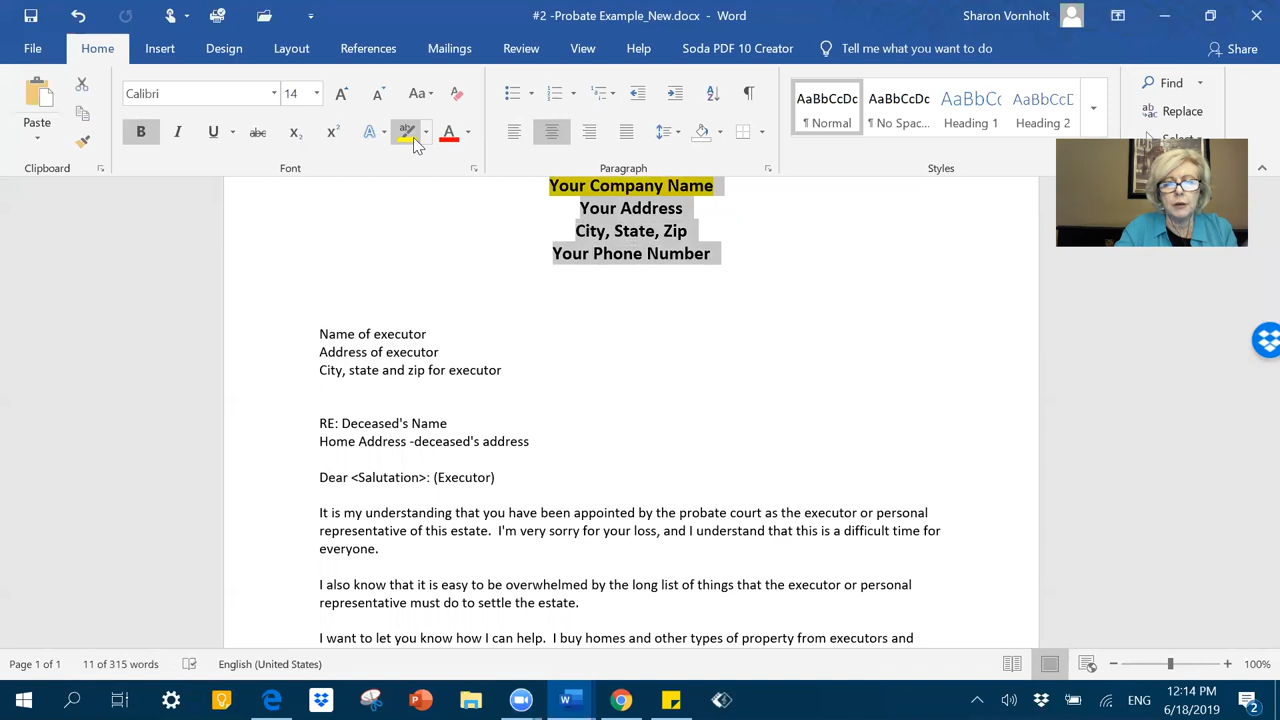 #2 -Probate Example_New.docx - Word
Sharon Vornholt
File Home Insert Design Layout References Mailings Review View Help Soda PDF 10 Creator Tell me what you want to do Share
Paste
Clipboard
Calibri 14
Aa
B I U abc X₂ X² A aby A
Font
Paragraph
AaBbCcDc AaBbCcDc AaBbCc AaBbCcD
¶ Normal ¶ No Spac... Heading 1 Heading 2
Styles
Find
Replace
Your Company Name
Your Address
City, State, Zip
Your Phone Number
Name of executor
Address of executor
City, state and zip for executor
RE: Deceased's Name
Home Address -deceased's address
Dear <Salutation>: (Executor)
It is my understanding that you have been appointed by the probate court as the executor or personal
representative of this estate.  I'm very sorry for your loss, and I understand that this is a difficult time for
everyone.
I also know that it is easy to be overwhelmed by the long list of things that the executor or personal
representative must do to settle the estate.
I want to let you know how I can help.  I buy homes and other types of property from executors and
Page 1 of 1 11 of 315 words English (United States) 100%
ENG
12:14 PM
6/18/2019
2